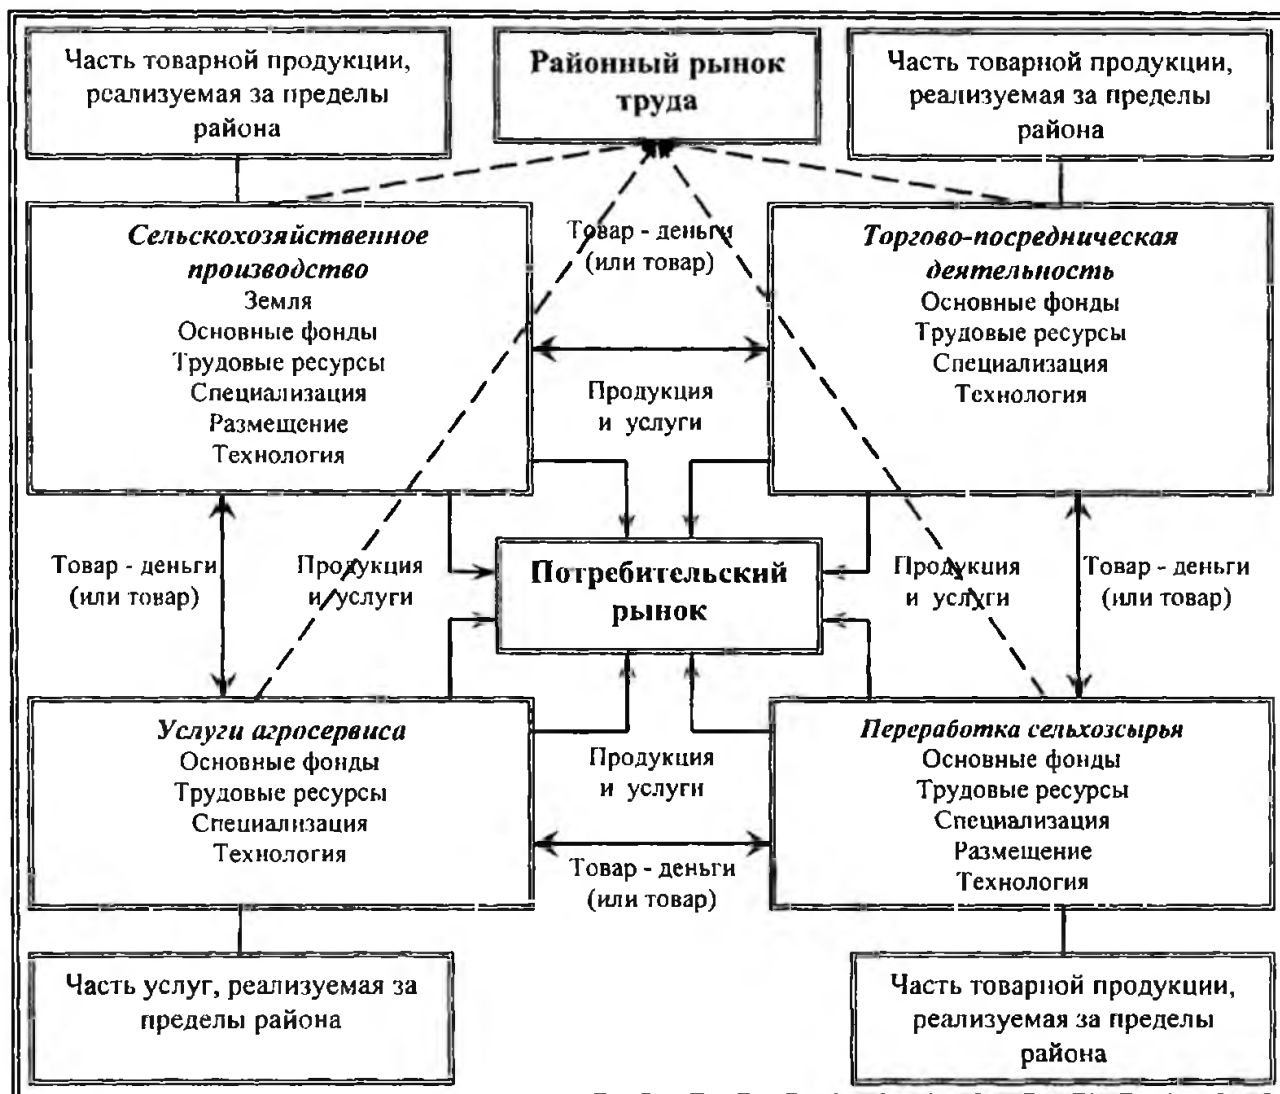 Часть товарной продукции,
реализуемая за пределы
района
Районный рынок
труда
Часть товарной продукции,
реализуемая за пределы
района
Сельскохозяйственное
производство
Земля
Основные фонды
Трудовые ресурсы
Специализация
Размещение
Технология
Товар - деньги
(или товар)
Продукция
и услуги
Торгово-посредническая
деятельность
Основные фонды
Трудовые ресурсы
Специализация
Технология
Товар - деньги
(или товар)
Продукция
и услуги
Потребительский
рынок
Продукция
и услуги
Товар - деньги
(или товар)
Услуги агросервиса
Основные фонды
Трудовые ресурсы
Специализация
Технология
Продукция
и услуги
Товар - деньги
(или товар)
Переработка сельхозсырья
Основные фонды
Трудовые ресурсы
Специализация
Размещение
Технология
Часть услуг, реализуемая за
пределы района
Часть товарной продукции,
реализуемая за пределы
района